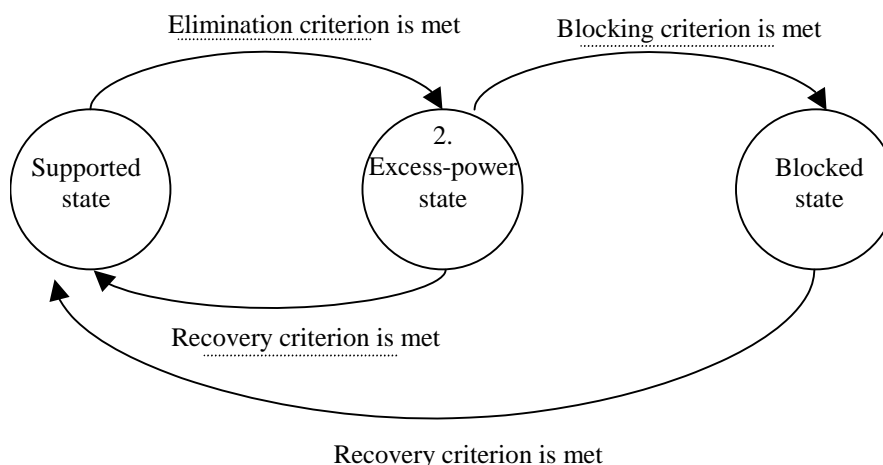 Elimination criterion is met
Blocking criterion is met
Supported
state
2.
Excess-power
state
Blocked
state
Recovery criterion is met
Recovery criterion is met